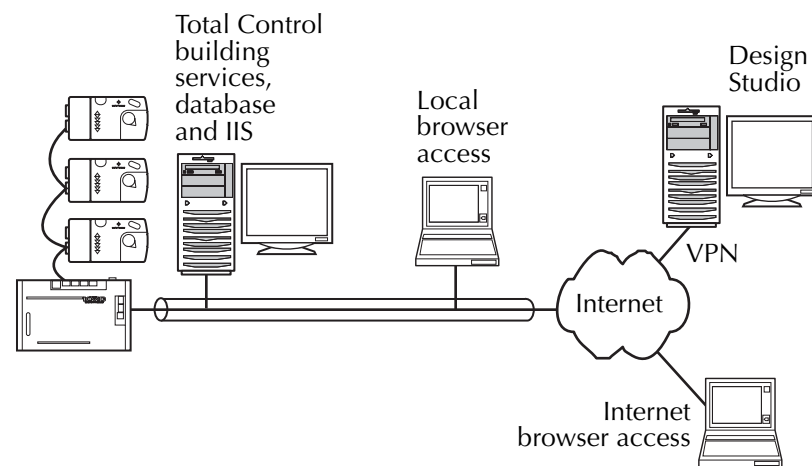 Total Control
building
services,
database
and IIS
Local
browser
access
Design
Studio
VPN
Internet
Internet
browser access